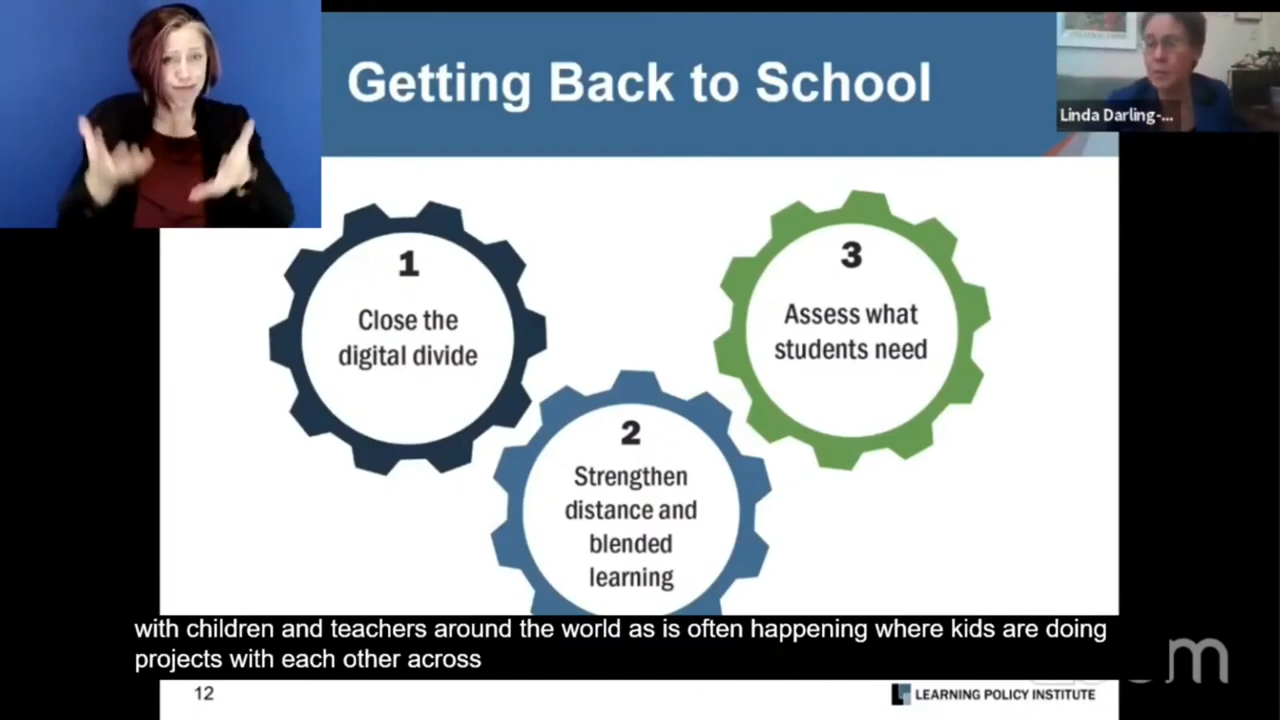 Getting Back to School
Linda Darling-...
1
Close the
digital divide
3
Assess what
students need
2
Strengthen
distance and
blended
learning
with children and teachers around the world as is often happening where kids are doing
projects with each other across
12
LEARNING POLICY INSTITUTE